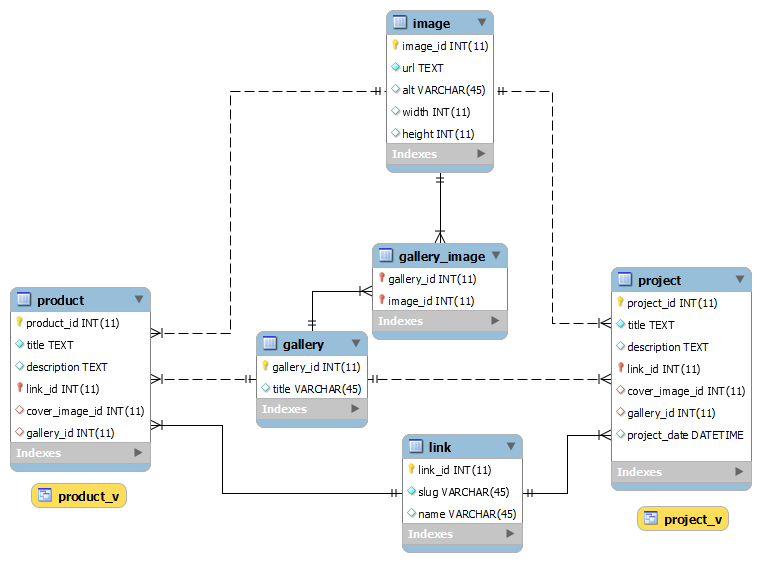 image
image_id INT(11)
url TEXT
alt VARCHAR(45)
width INT(11)
height INT(11)
Indexes
gallery_image
gallery_id INT(11)
image_id INT(11)
Indexes
product
product_id INT(11)
title TEXT
description TEXT
link_id INT(11)
cover_image_id INT(11)
gallery_id INT(11)
Indexes
product_v
gallery
gallery_id INT(11)
title VARCHAR(45)
Indexes
link
link_id INT(11)
slug VARCHAR(45)
name VARCHAR(45)
Indexes
project
project_id INT(11)
title TEXT
description TEXT
link_id INT(11)
cover_image_id INT(11)
gallery_id INT(11)
project_date DATETIME
Indexes
project_v